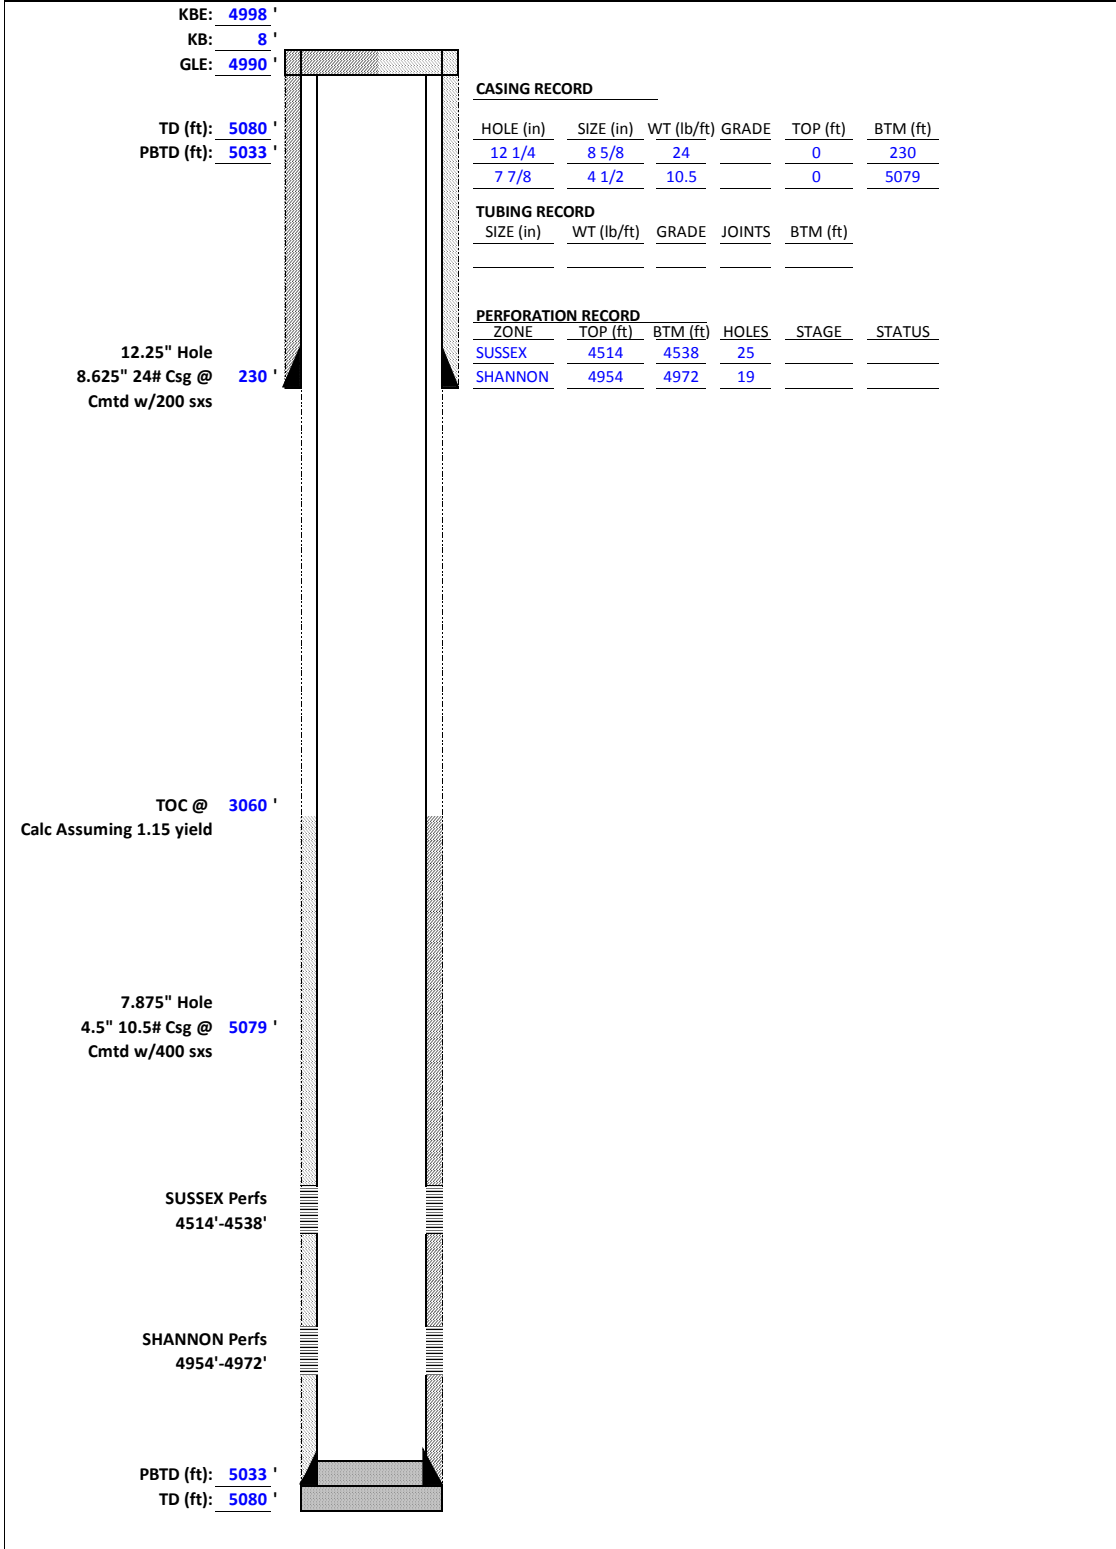 KBE: 4998 '
KB: 8 '
GLE: 4990 '
CASING RECORD
TD (ft): 5080 '
PBTD (ft): 5033 '
HOLE (in) SIZE (in) WT (lb/ft) GRADE TOP (ft) BTM (ft)
12 1/4 8 5/8 24 0 230
7 7/8 4 1/2 10.5 0 5079
TUBING RECORD
SIZE (in) WT (lb/ft) GRADE JOINTS BTM (ft)
PERFORATION RECORD
ZONE TOP (ft) BTM (ft) HOLES STAGE STATUS
SUSSEX 4514 4538 25
SHANNON 4954 4972 19
12.25" Hole
8.625" 24# Csg @ 230 '
Cmtd w/200 sxs
TOC @ 3060 '
Calc Assuming 1.15 yield
7.875" Hole
4.5" 10.5# Csg @ 5079 '
Cmtd w/400 sxs
SUSSEX Perfs
4514'-4538'
SHANNON Perfs
4954'-4972'
PBTD (ft): 5033 '
TD (ft): 5080 '